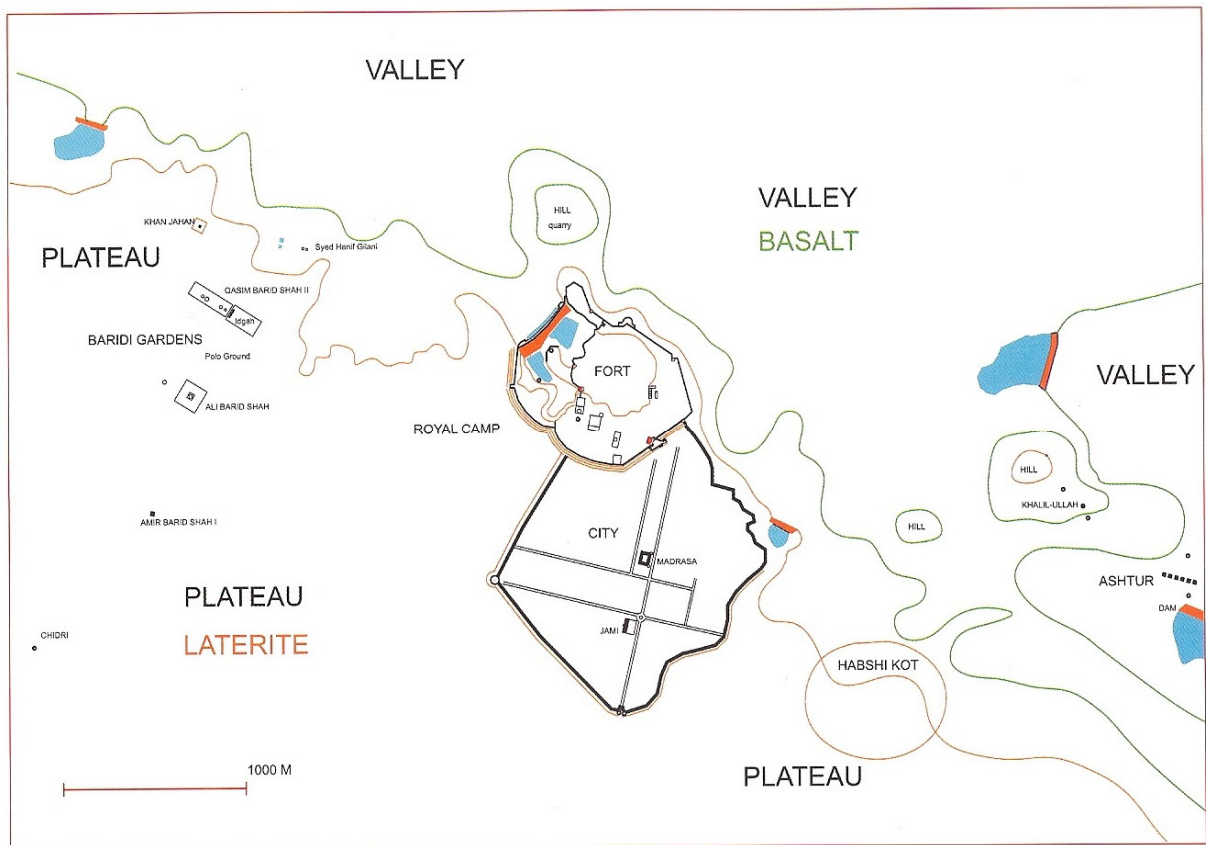 VALLEY
VALLEY
BASALT
HILL
quarry
KHAN JAHAN
Syed Hanif Gilani
PLATEAU
QASIM BARID SHAH II
Idgah
BARIDI GARDENS
Polo Ground
FORT
VALLEY
ALI BARID SHAH
ROYAL CAMP
HILL
KHALIL-ULLAH
AMIR BARID SHAH I
CITY
HILL
MADRASA
ASHTUR
PLATEAU
LATERITE
DAM
JAMI
CHIDRI
HABSHI KOT
1000 M
PLATEAU